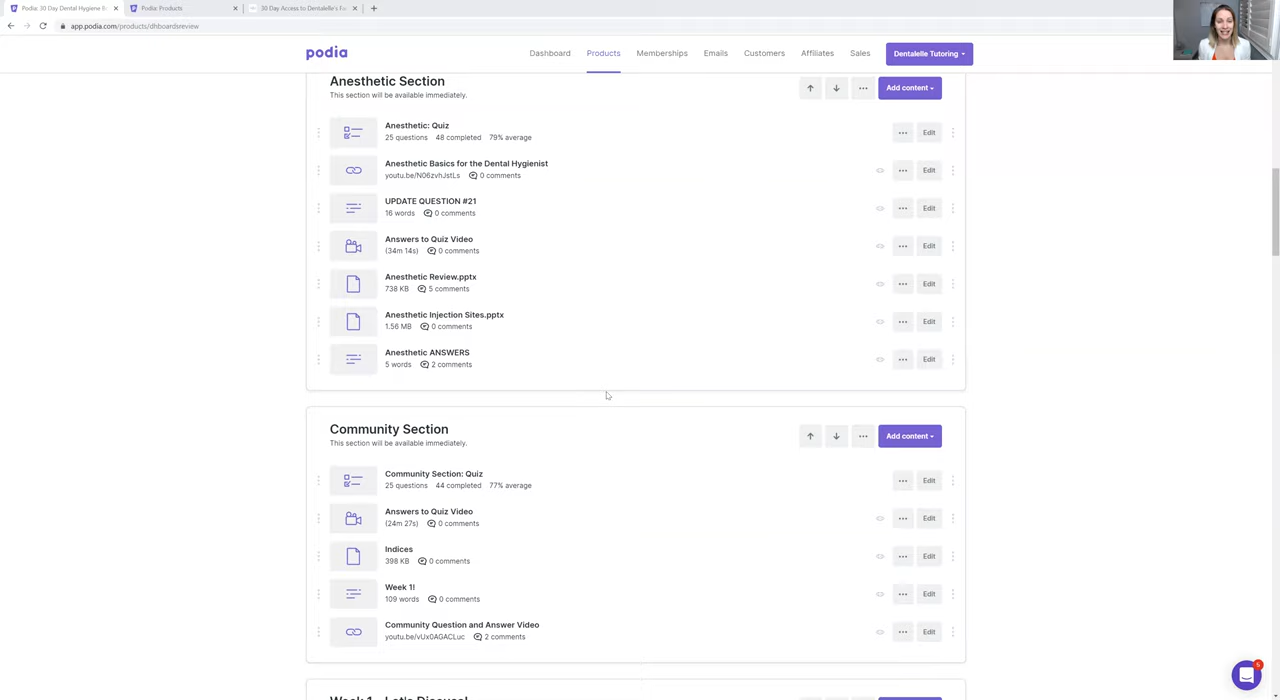 Podia: 30 Day Dental Hygiene B
Podia: Products
30 Day Access to Dentalelle's Fa
app.podia.com/products/dhboardsreview
podia
Dashboard
Products
Memberships
Emails
Customers
Affiliates
Sales
Dentalelle Tutoring
Anesthetic Section
This section will be available immediately.
Add content
Anesthetic: Quiz
25 questions 48 completed 79% average
Edit
Anesthetic Basics for the Dental Hygienist
youtu.be/N06zvhJstLs 0 comments
Edit
UPDATE QUESTION #21
16 words 0 comments
Edit
Answers to Quiz Video
(34m 14s) 0 comments
Edit
Anesthetic Review.pptx
738 KB 5 comments
Edit
Anesthetic Injection Sites.pptx
1.56 MB 0 comments
Edit
Anesthetic ANSWERS
5 words 2 comments
Edit
Community Section
This section will be available immediately.
Add content
Community Section: Quiz
25 questions 44 completed 77% average
Edit
Answers to Quiz Video
(24m 27s) 0 comments
Edit
Indices
398 KB 0 comments
Edit
Week 1!
109 words 0 comments
Edit
Community Question and Answer Video
youtu.be/vUx0AGACLuc 2 comments
Edit
5